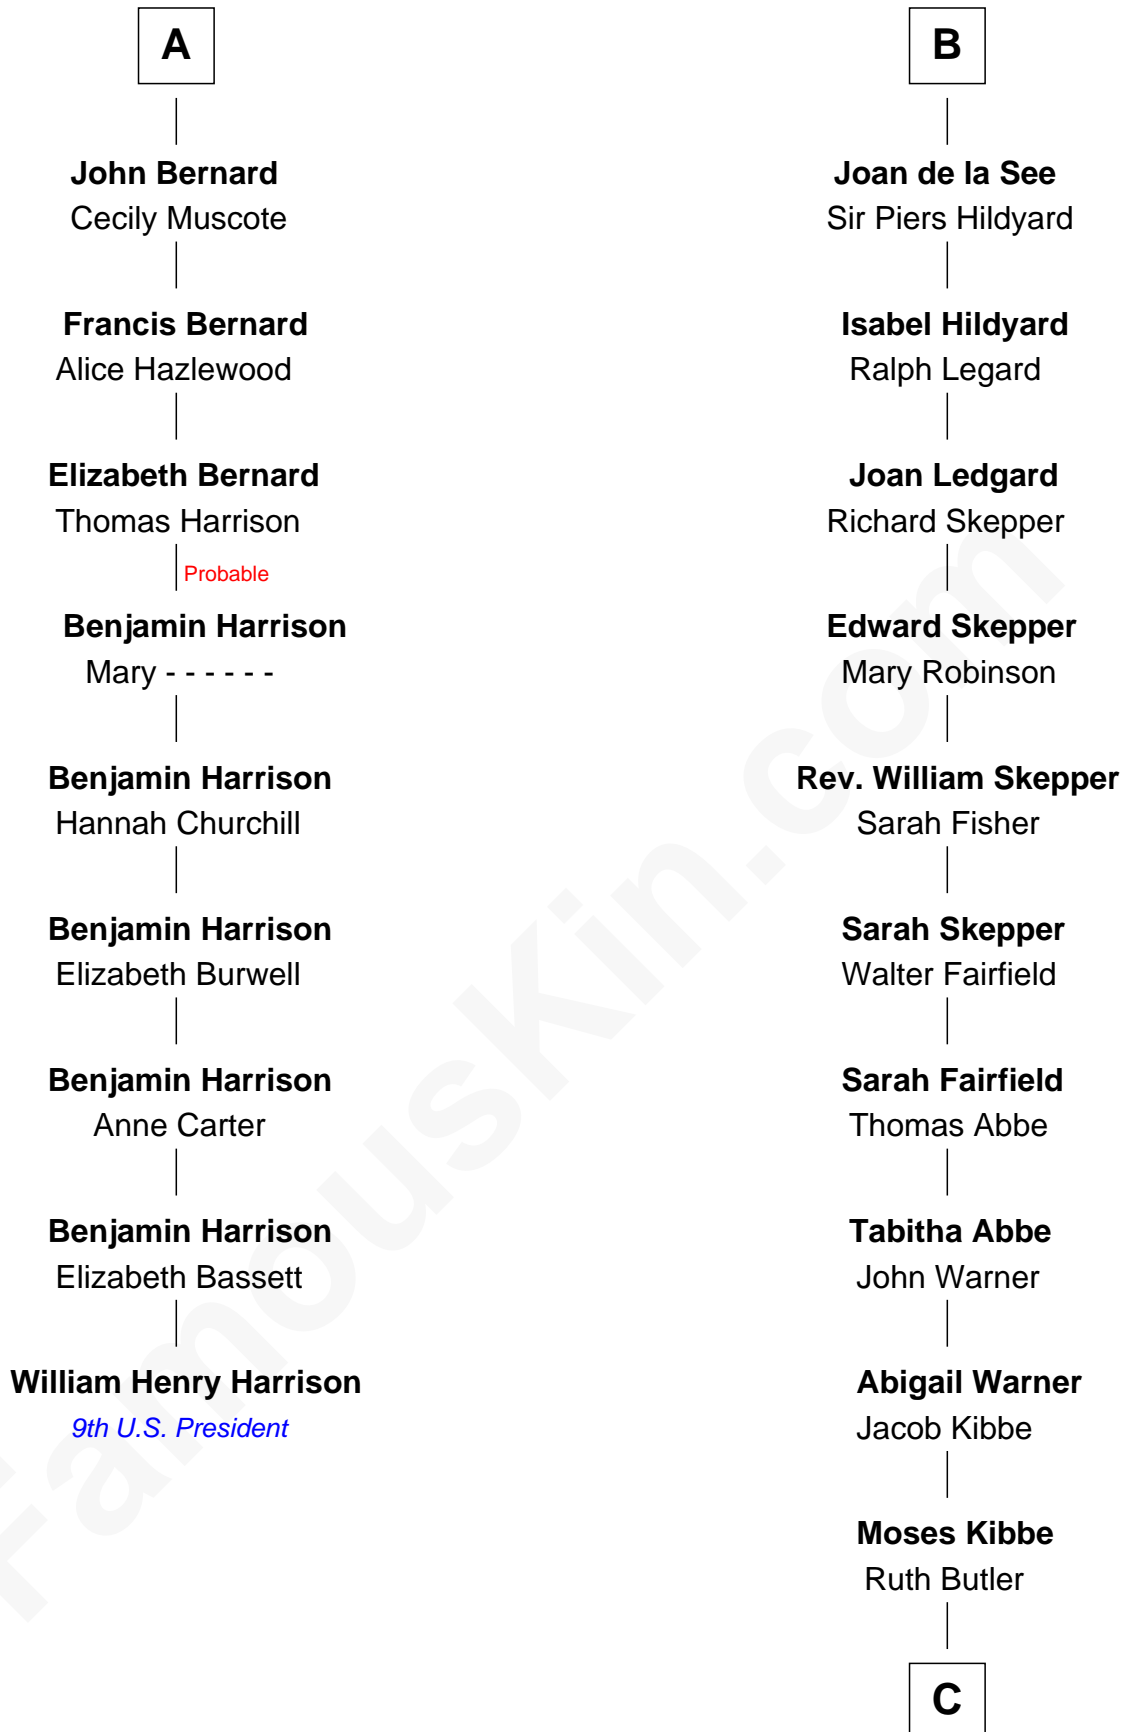 A
John Bernard
Cecily Muscote
Francis Bernard
Alice Hazlewood
Elizabeth Bernard
Thomas Harrison
Probable
Benjamin Harrison
Mary - - - - - -
Benjamin Harrison
Hannah Churchill
Benjamin Harrison
Elizabeth Burwell
Benjamin Harrison
Anne Carter
Benjamin Harrison
Elizabeth Bassett
William Henry Harrison
9th U.S. President
B
Joan de la See
Sir Piers Hildyard
Isabel Hildyard
Ralph Legard
Joan Ledgard
Richard Skepper
Edward Skepper
Mary Robinson
Rev. William Skepper
Sarah Fisher
Sarah Skepper
Walter Fairfield
Sarah Fairfield
Thomas Abbe
Tabitha Abbe
John Warner
Abigail Warner
Jacob Kibbe
Moses Kibbe
Ruth Butler
C
FamousKin.com